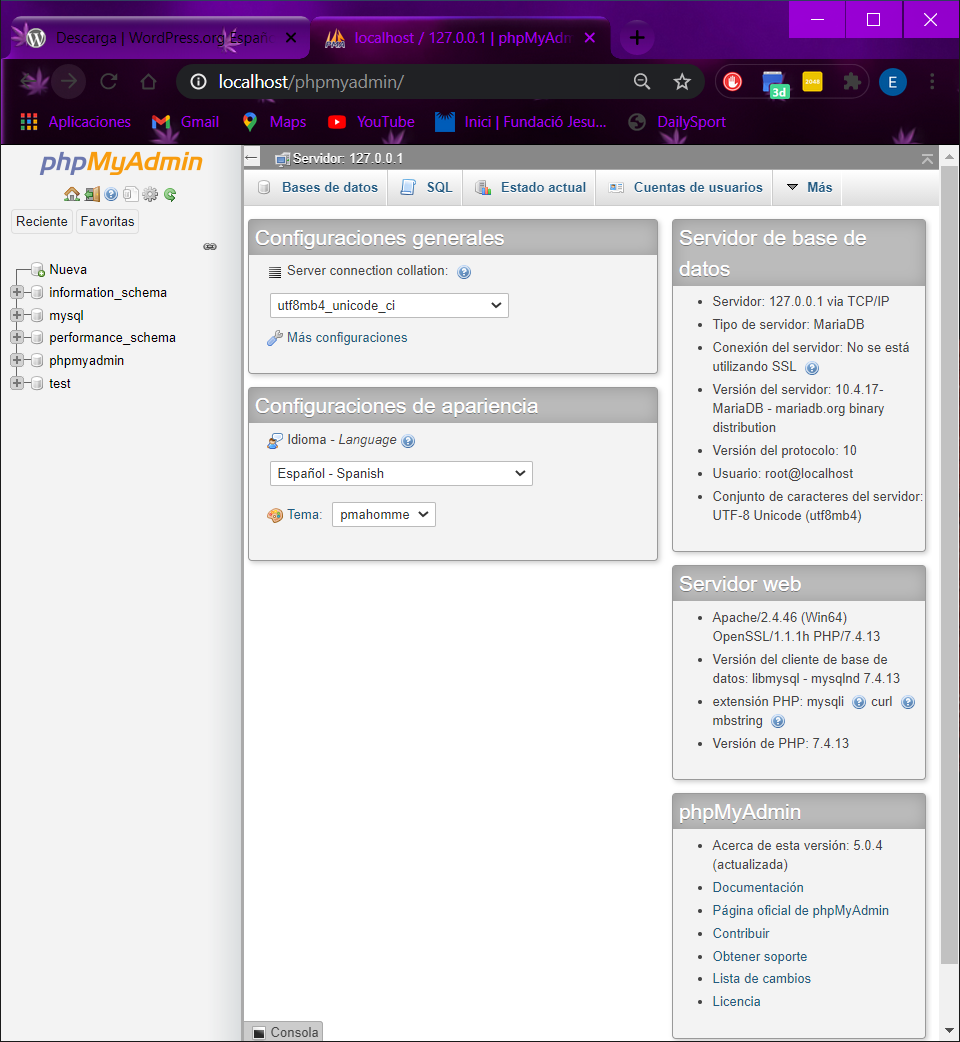 Descarga | WordPress.org Españ
localhost / 127.0.0.1 | phpMyAdm
localhost/phpmyadmin/
2048
3d
E
Aplicaciones
Gmail
Maps
YouTube
Inici | Fundació Jesu...
DailySport
phpMyAdmin
Reciente
Favoritas
Nueva
information_schema
mysql
performance_schema
phpmyadmin
test
Servidor: 127.0.0.1
Bases de datos
SQL
Estado actual
Cuentas de usuarios
Más
Configuraciones generales
Server connection collation:
utf8mb4_unicode_ci
Más configuraciones
Configuraciones de apariencia
Idioma - Language
Español - Spanish
Tema: pmahomme
Servidor de base de
datos
Servidor: 127.0.0.1 via TCP/IP
Tipo de servidor: MariaDB
Conexión del servidor: No se está
utilizando SSL
Versión del servidor: 10.4.17-
MariaDB - mariadb.org binary
distribution
Versión del protocolo: 10
Usuario: root@localhost
Conjunto de caracteres del servidor:
UTF-8 Unicode (utf8mb4)
Servidor web
Apache/2.4.46 (Win64)
OpenSSL/1.1.1h PHP/7.4.13
Versión del cliente de base de
datos: libmysql - mysqlnd 7.4.13
extensión PHP: mysqli curl
mbstring
Versión de PHP: 7.4.13
phpMyAdmin
Acerca de esta versión: 5.0.4
(actualizada)
Documentación
Página oficial de phpMyAdmin
Contribuir
Obtener soporte
Lista de cambios
Licencia
Consola